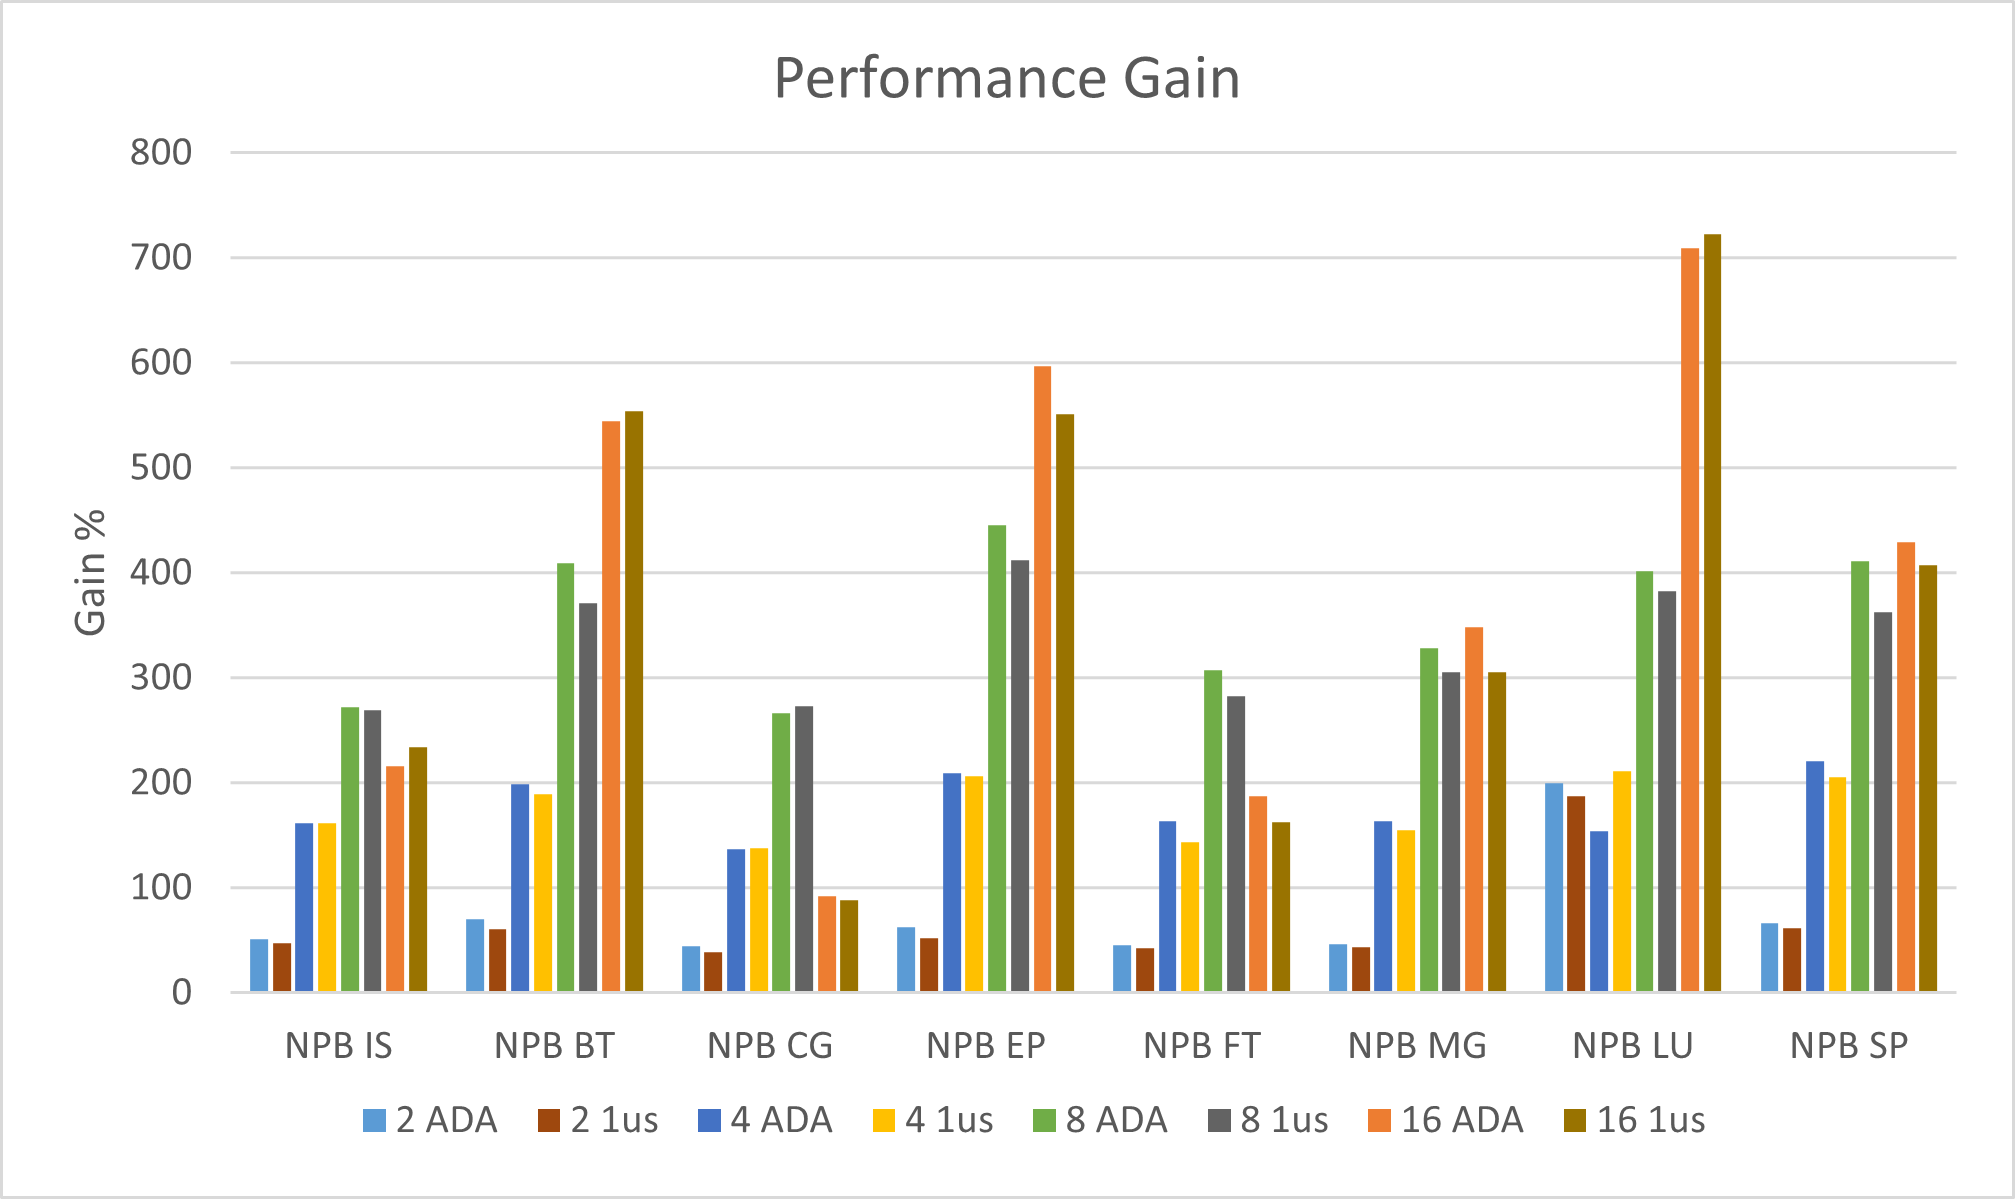 Performance Gain
800
700
600
500
400
300
200
100
0
Gain %
NPB IS NPB BT NPB CG NPB EP NPB FT NPB MG NPB LU NPB SP
2 ADA 2 1us 4 ADA 4 1us 8 ADA 8 1us 16 ADA 16 1us